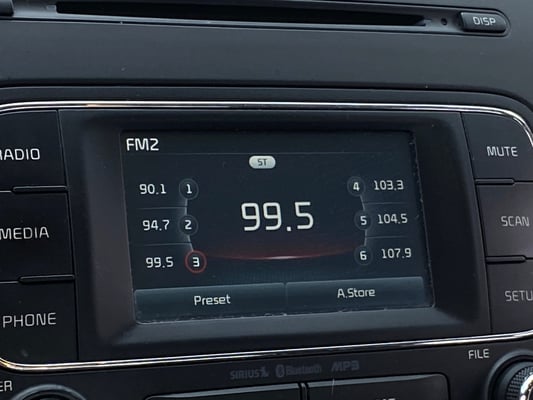 DISP
FM2
ST
RADIO
MUTE
90.1 1
4 103.3
99.5
94.7 2
5 104.5
MEDIA
SCAN
99.5 3
6 107.9
Preset
A.Store
PHONE
SETU
FILE
SIRIUS Bluetooth MP3
ER